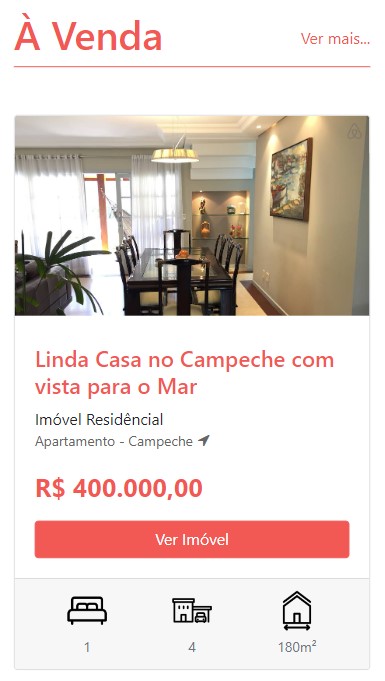 À Venda
Ver mais...
Linda Casa no Campeche com
vista para o Mar
Imóvel Residêncial
Apartamento - Campeche
R$ 400.000,00
Ver Imóvel
1
4
180m²